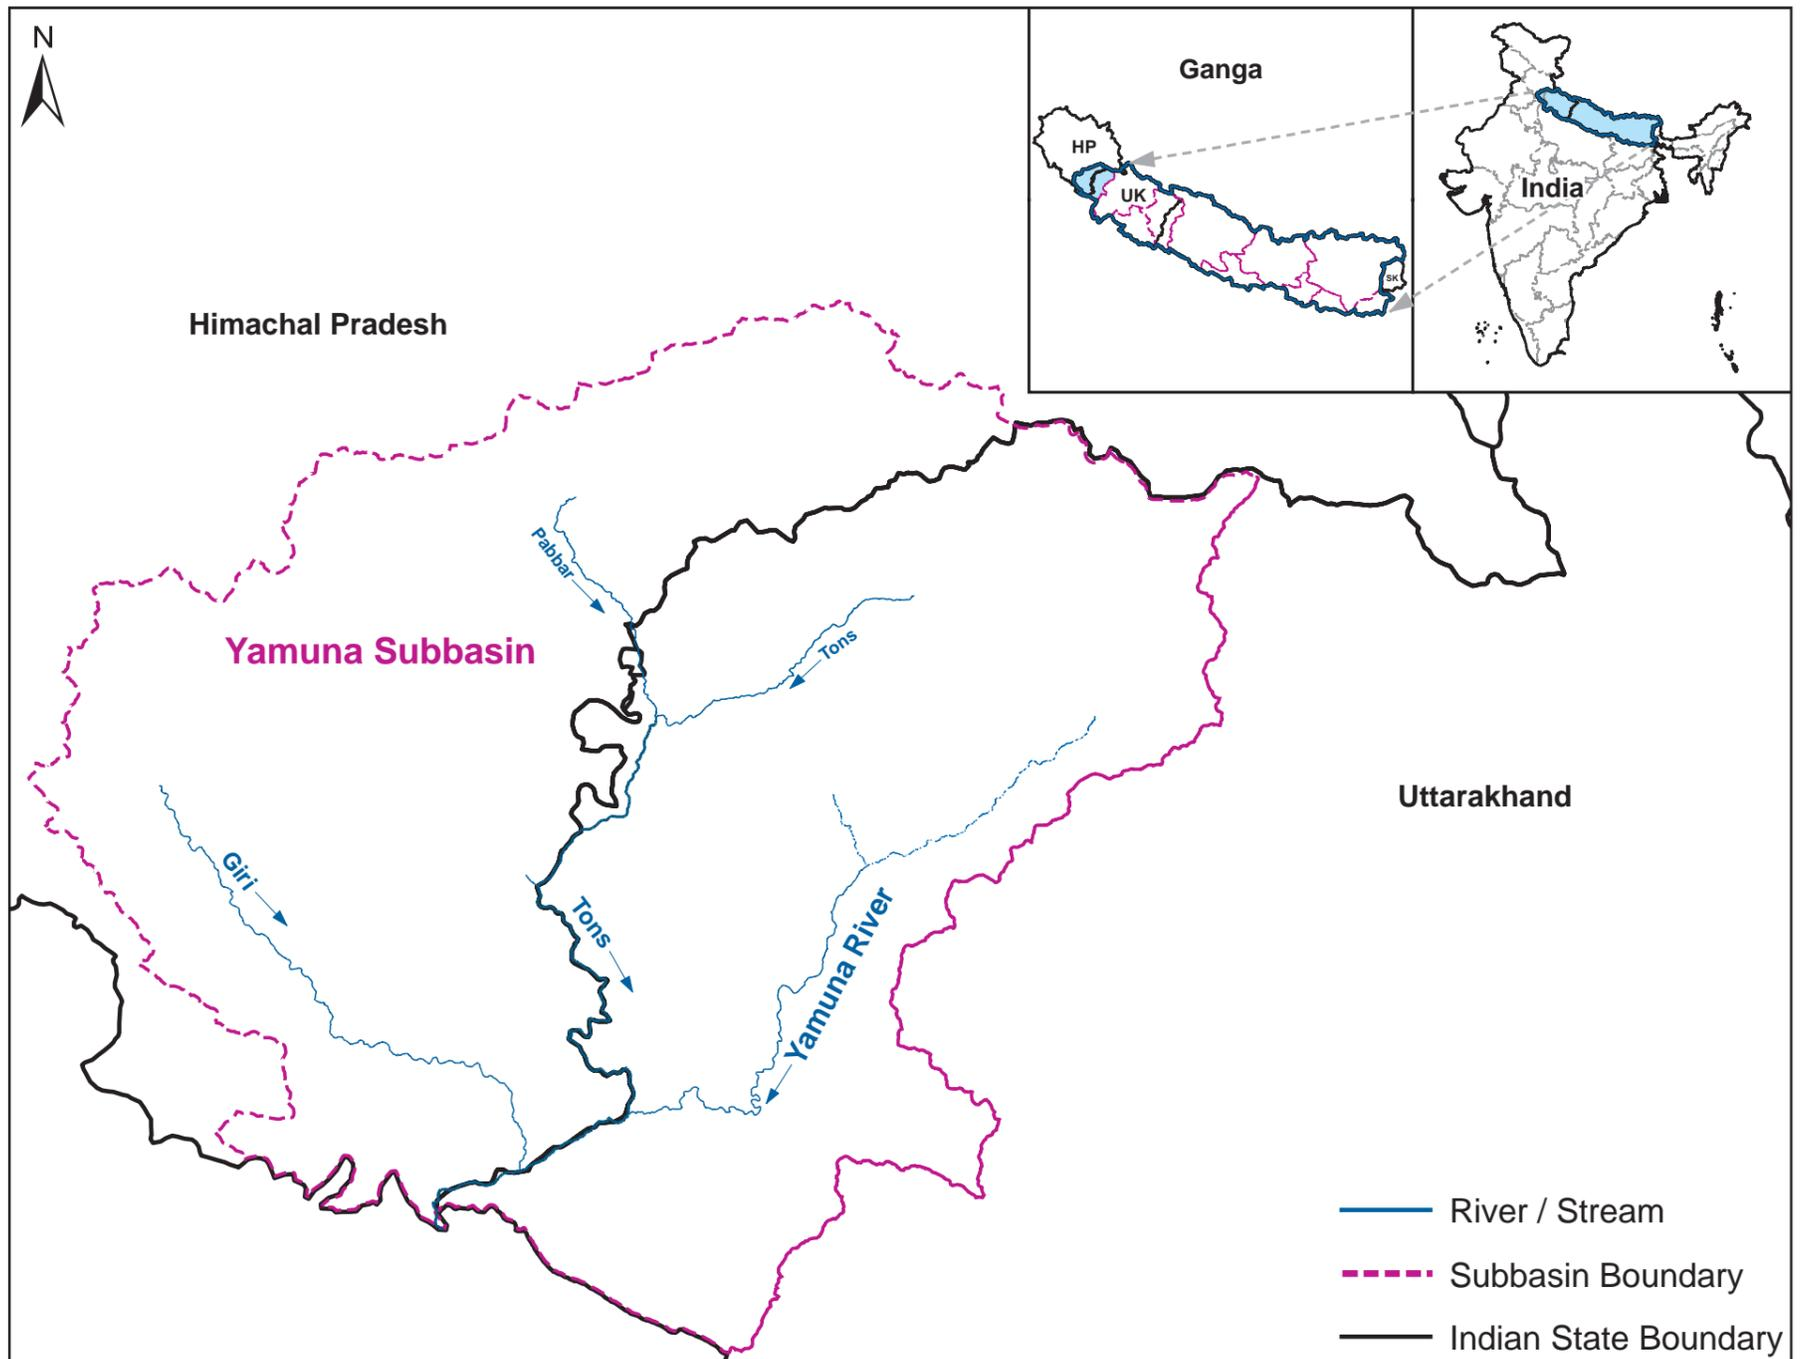 N
Ganga
HP
UK
SK
India
Himachal Pradesh
Pabbar
Tons
Yamuna Subbasin
Uttarakhand
Giri
Tons
Yamuna River
River / Stream
Subbasin Boundary
Indian State Boundary